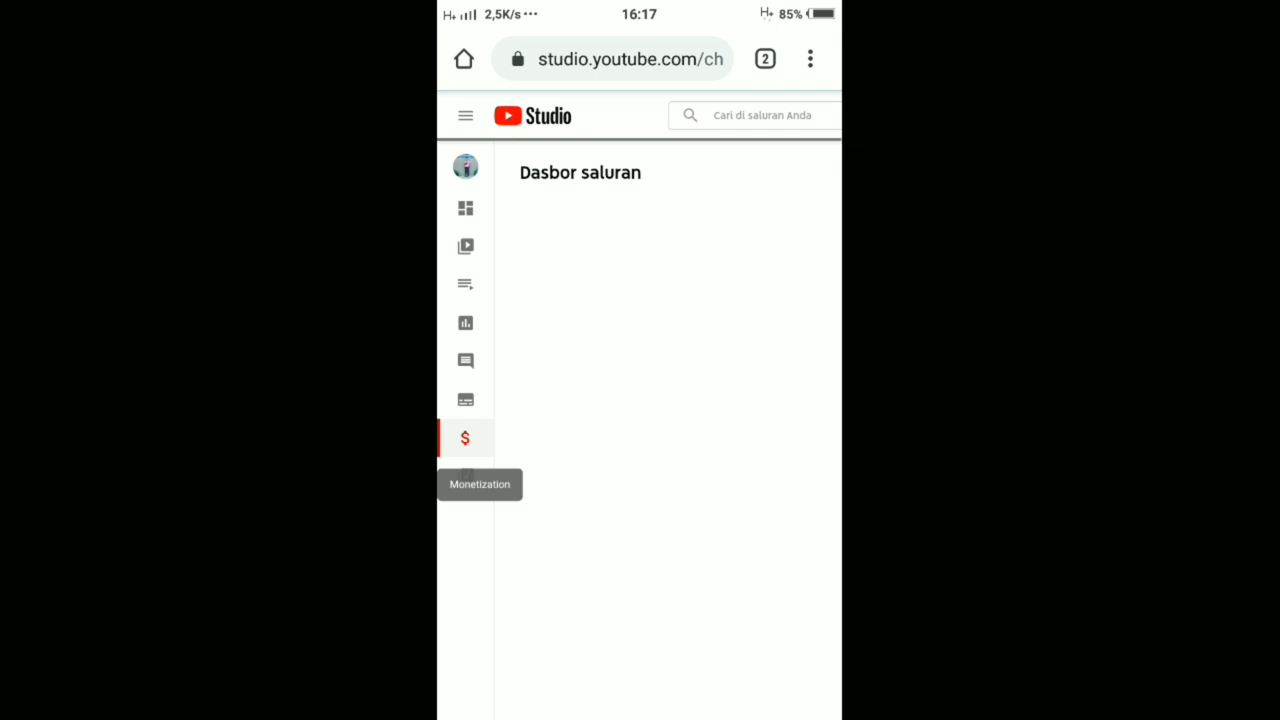 H+ 2,5K/s ··· 16:17 H+ 85%
studio.youtube.com/ch 2
Studio Cari di saluran Anda
Dasbor saluran
$
Monetization